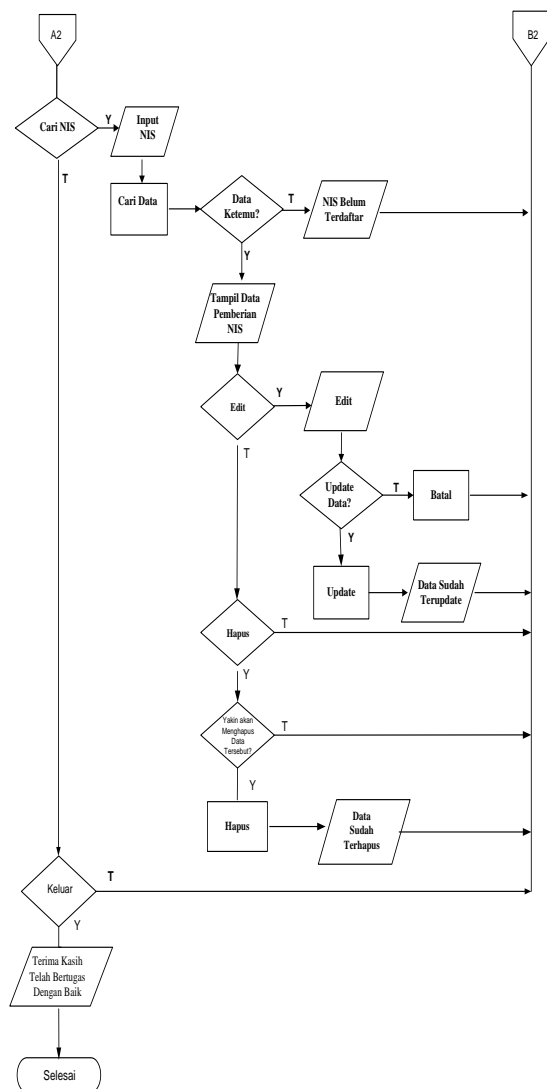 A2
B2
Cari NIS
Y
Input
NIS
T
Cari Data
Data
Ketemu?
T
NIS Belum
Terdaftar
Y
Tampil Data
Pemberian
NIS
Edit
Y
Edit
T
Update
Data?
T
Batal
Y
Update
Data Sudah
Terupdate
Hapus
T
Y
Yakin akan
Menghapus
Data
Tersebut?
T
Y
Hapus
Data
Sudah
Terhapus
Keluar
T
Y
Terima Kasih
Telah Bertugas
Dengan Baik
Selesai